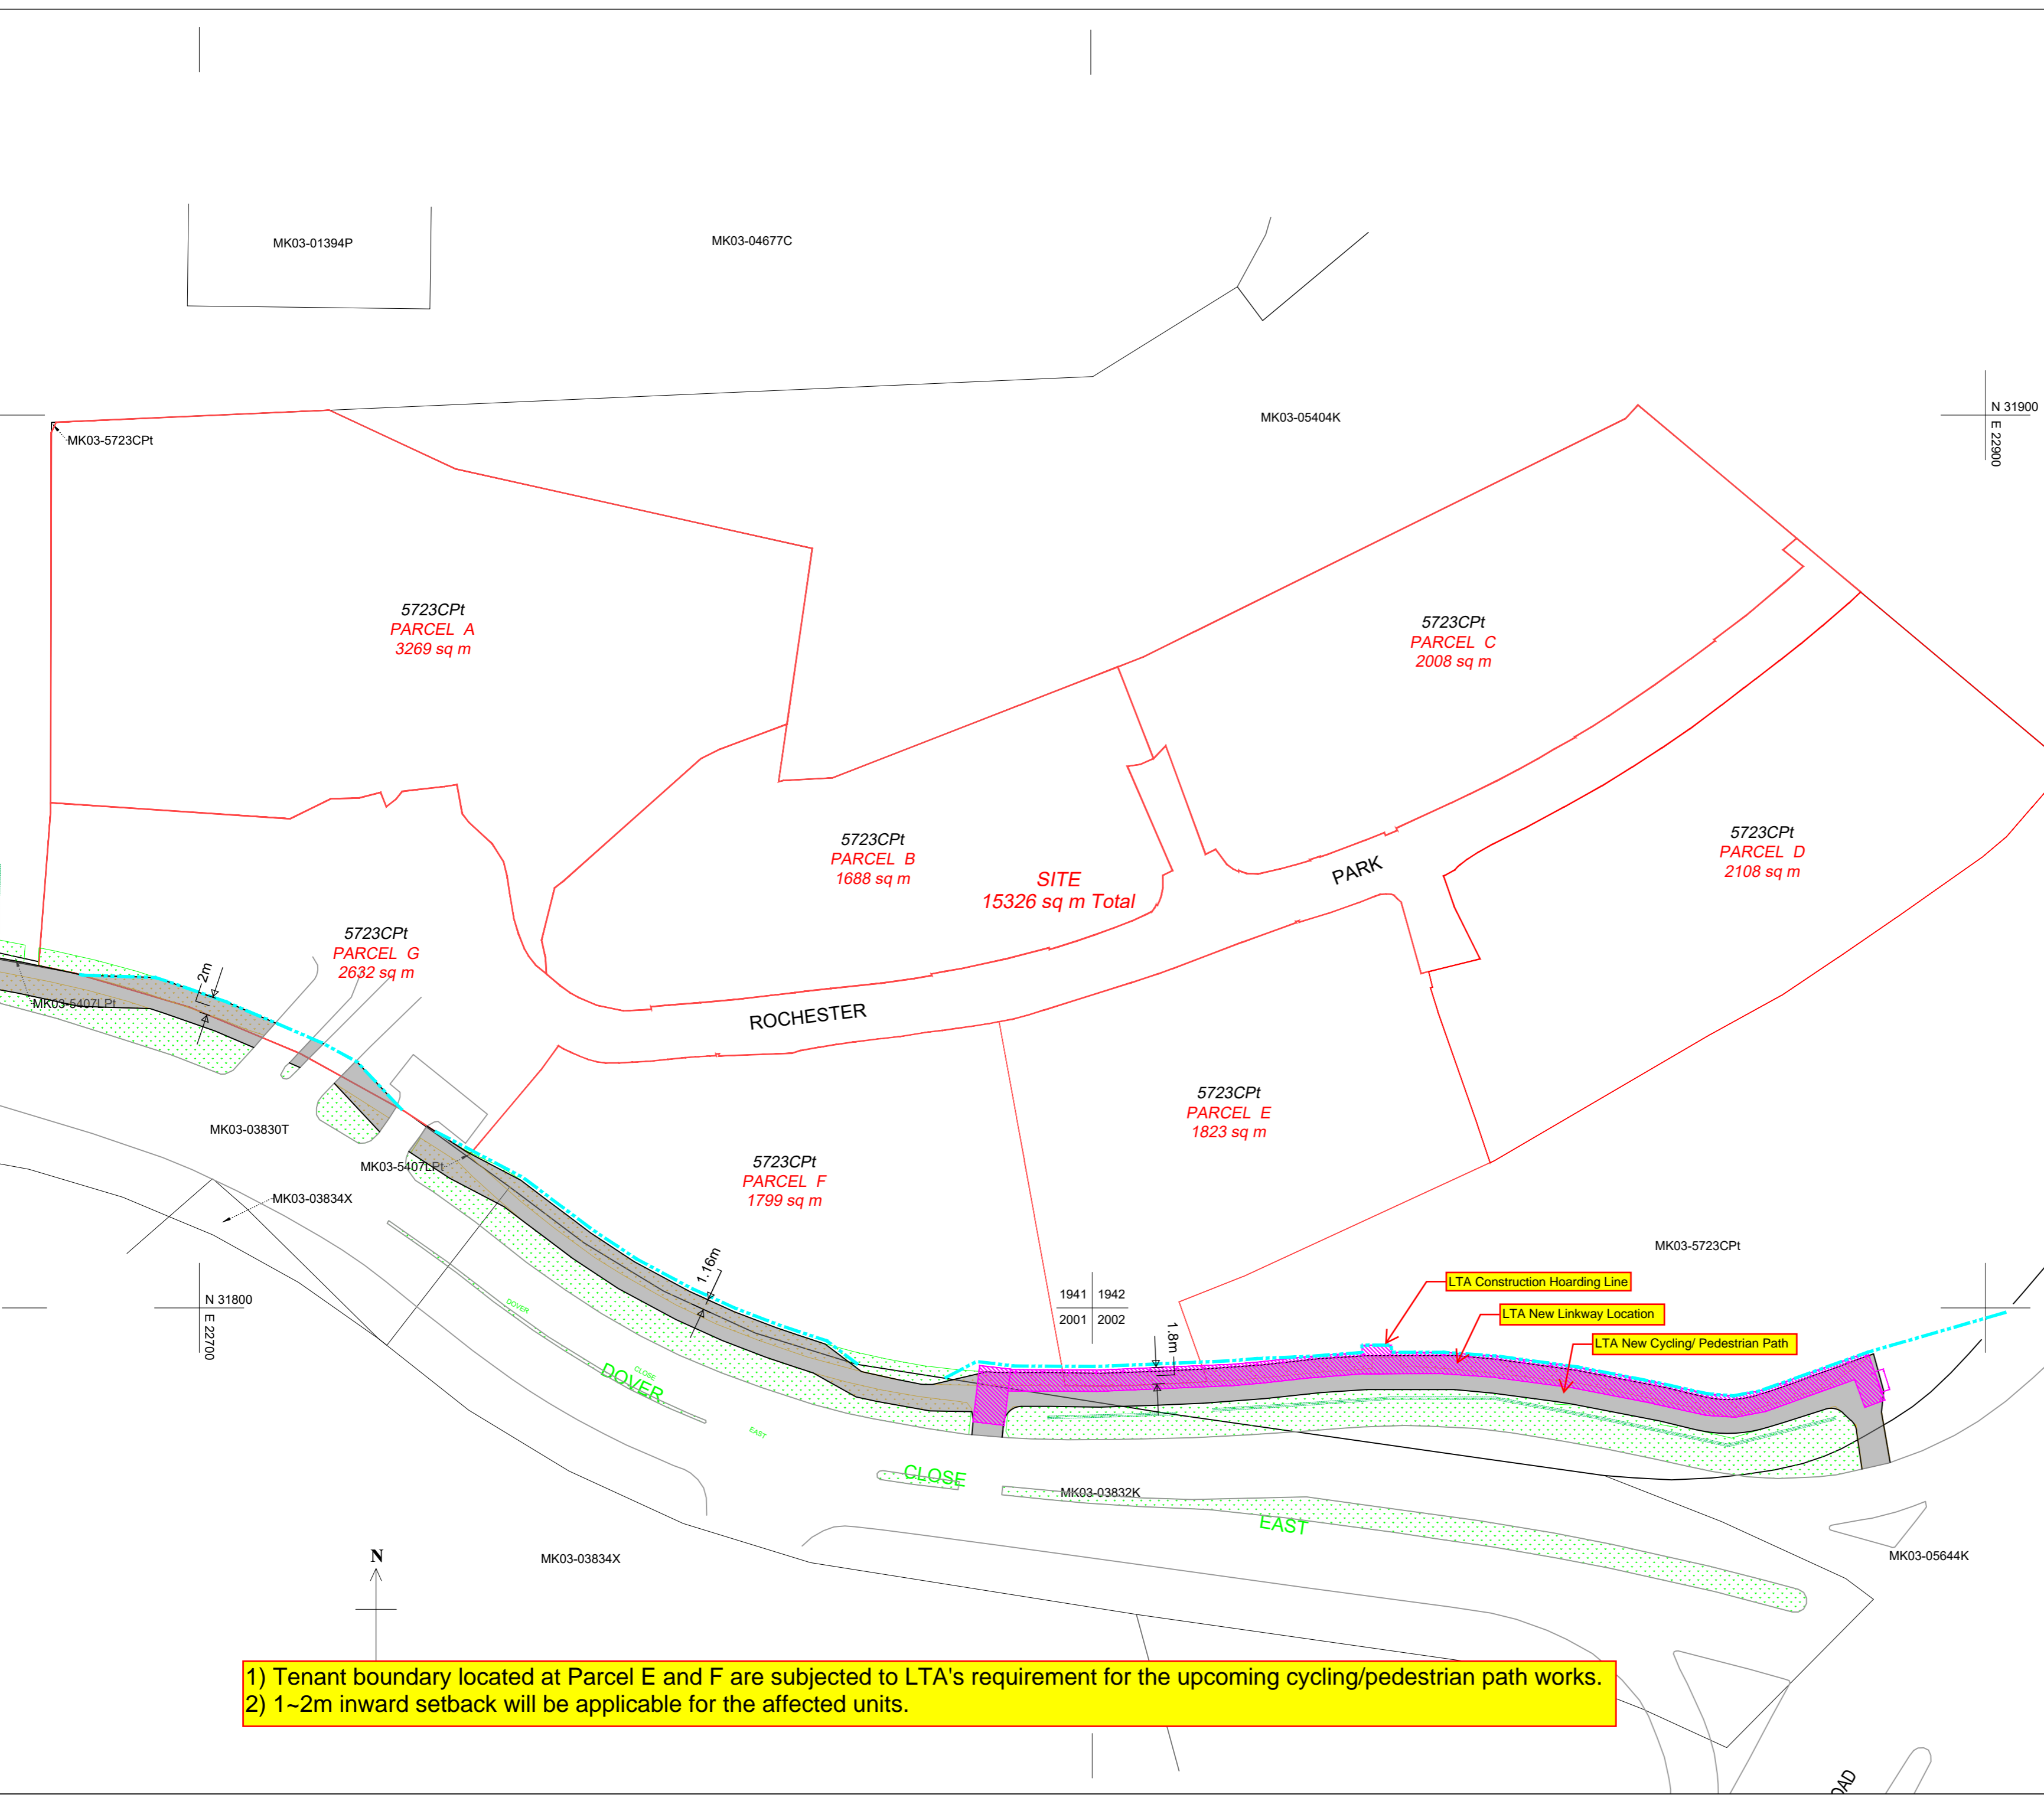 MK03-01394P
MK03-04677C
MK03-05404K
N 31900
E 22900
MK03-5723CPt
5723CPt
PARCEL A
3269 sq m
5723CPt
PARCEL C
2008 sq m
5723CPt
PARCEL B
1688 sq m
SITE
15326 sq m Total
PARK
5723CPt
PARCEL D
2108 sq m
5723CPt
PARCEL G
2632 sq m
2m
MK03-5407LPt
ROCHESTER
5723CPt
PARCEL E
1823 sq m
MK03-03830T
MK03-5407LPt
5723CPt
PARCEL F
1799 sq m
MK03-03834X
MK03-5723CPt
1.16m
LTA Construction Hoarding Line
LTA New Linkway Location
LTA New Cycling/ Pedestrian Path
N 31800
E 22700
1941 1942
2001 2002
1.8m
DOVER
CLOSE
EAST
DOVER
CLOSE
EAST
MK03-03832K
MK03-05644K
N
MK03-03834X
1) Tenant boundary located at Parcel E and F are subjected to LTA's requirement for the upcoming cycling/pedestrian path works.
2) 1~2m inward setback will be applicable for the affected units.